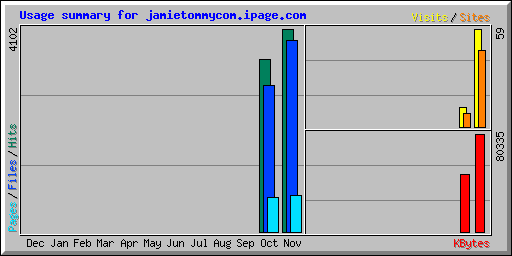 Usage summary for jamietommycom.ipage.com
Visits/Sites
4102
59
Pages/Files/Hits
80335
Dec Jan Feb Mar Apr May Jun Jul Aug Sep Oct Nov
KBytes